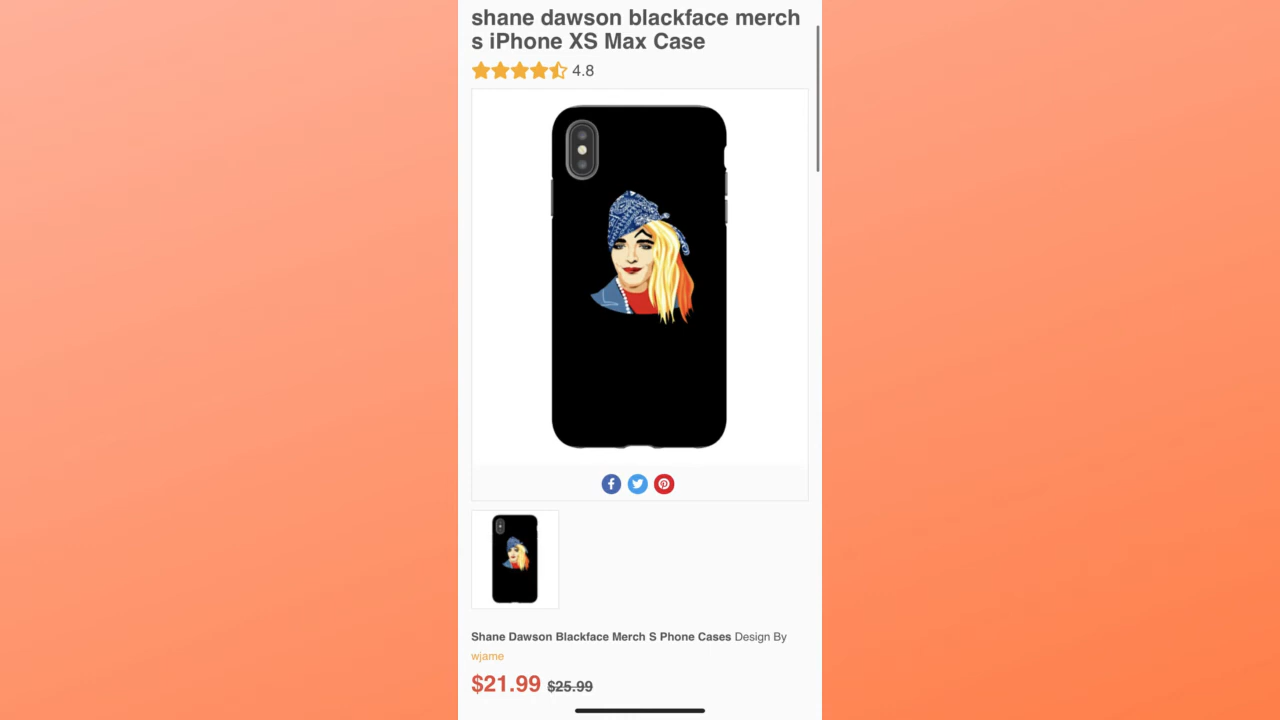 shane dawson blackface merch
s iPhone XS Max Case
4.8
Shane Dawson Blackface Merch S Phone Cases Design By
wjarne
$21.99 $25.99